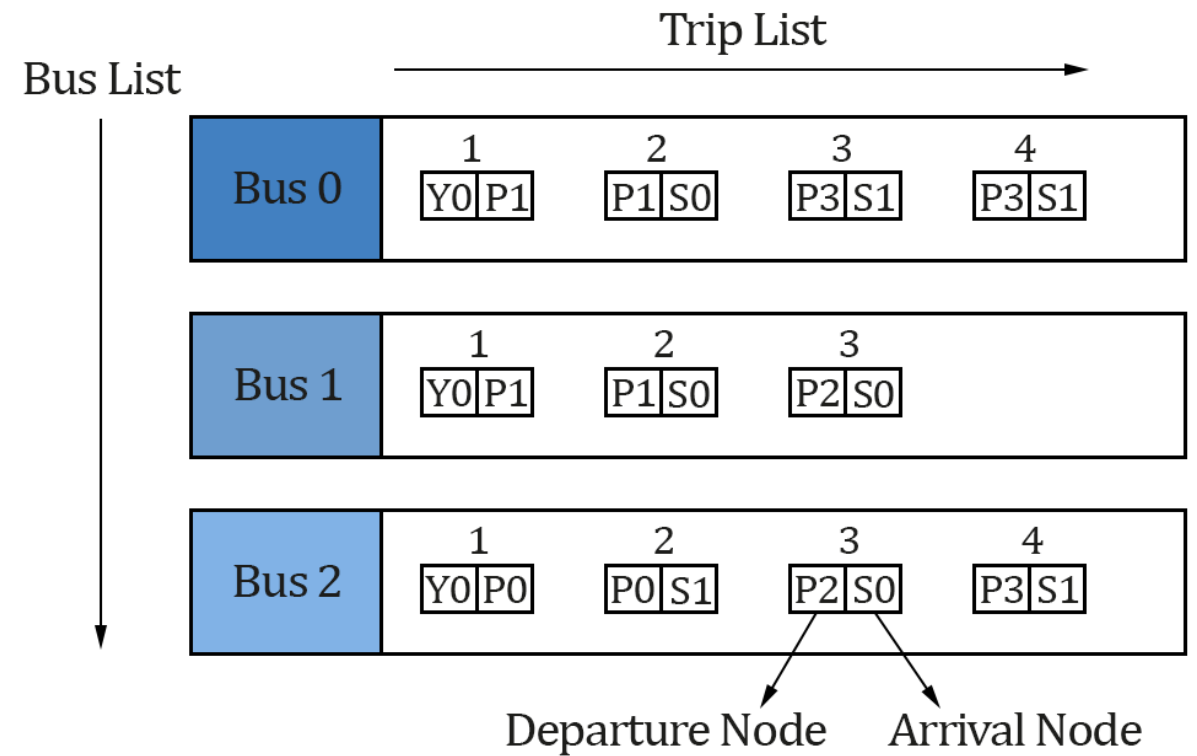 Trip List
Bus List
1 2 3 4
Bus 0 Y0 P1 P1 S0 P3 S1 P3 S1
1 2 3
Bus 1 Y0 P1 P1 S0 P2 S0
1 2 3 4
Bus 2 Y0 P0 P0 S1 P2 S0 P3 S1
Departure Node Arrival Node